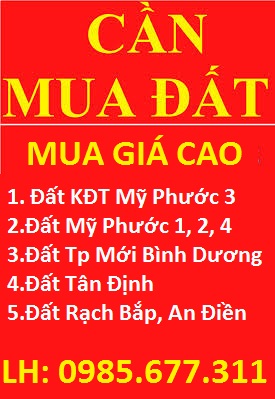 CẦN
MUA ĐẤT
MUA GIÁ CAO
1. Đất KĐT Mỹ Phước 3
2.Đất Mỹ Phước 1, 2, 4
3.Đất Tp Mới Bình Dương
4.Đất Tân Định
5.Đất Rạch Bắp, An Điền
LH: 0985.677.311